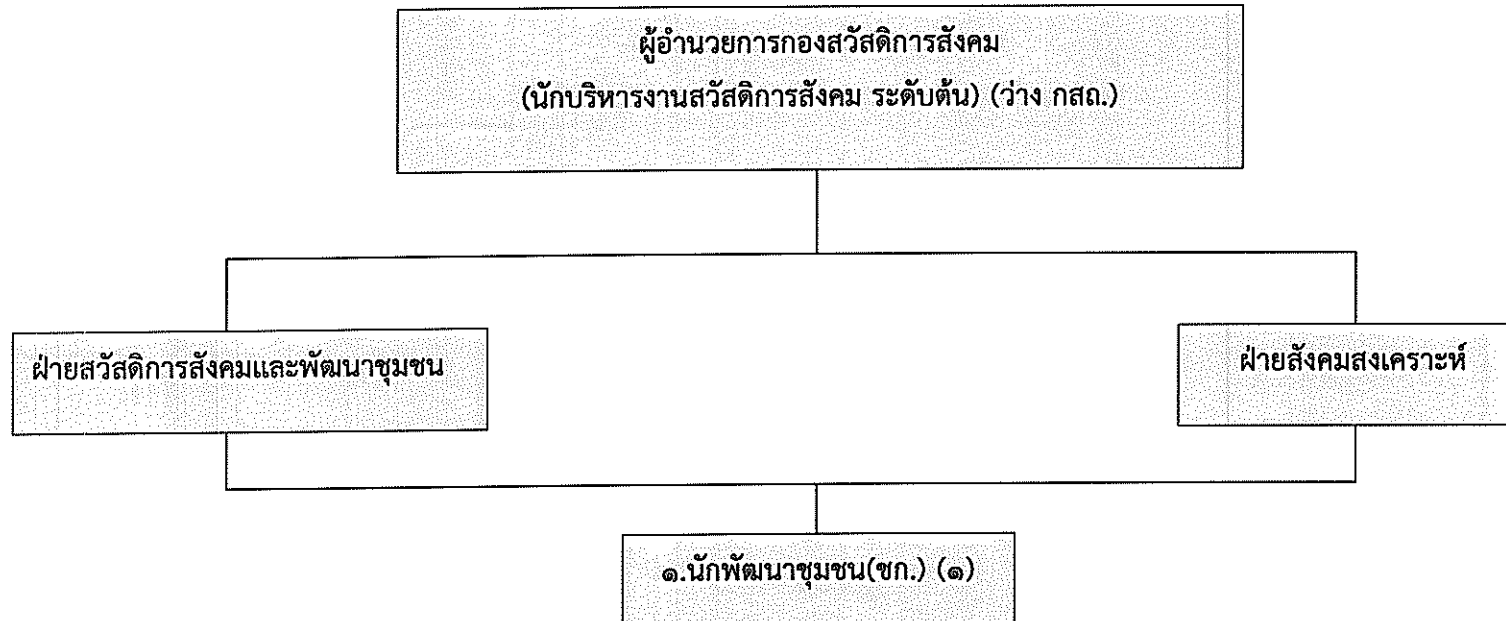 ผู้อำนวยการกองสวัสดิการสังคม
(นักบริหารงานสวัสดิการสังคม ระดับต้น) (ว่าง กสถ.)
ฝ่ายสวัสดิการสังคมและพัฒนาชุมชน
ฝ่ายสังคมสงเคราะห์
๑.นักพัฒนาชุมชน(ชก.) (๑)